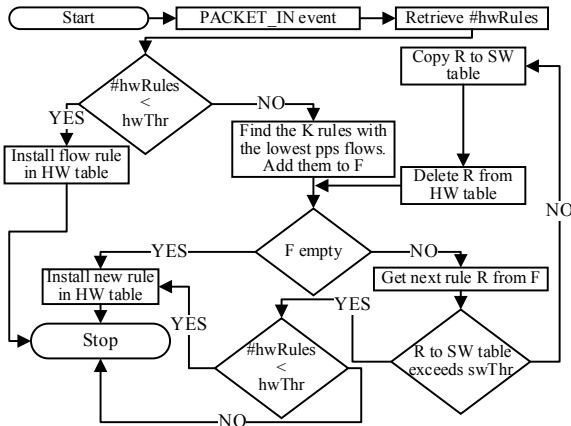 Start
PACKET_IN event
Retrieve #hwRules
#hwRules
<
hwThr
YES
NO
Install flow rule
in HW table
Find the K rules with
the lowest pps flows.
Add them to F
Copy R to SW
table
Delete R from
HW table
NO
F empty
YES
NO
Install new rule
in HW table
Get next rule R from F
YES
YES
Stop
#hwRules
<
hwThr
R to SW table
exceeds swThr
NO